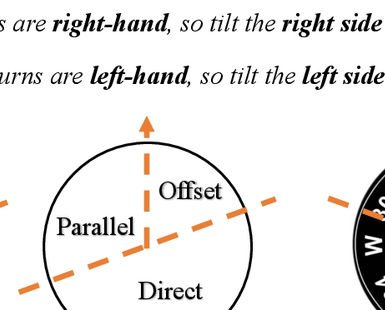 s are right-hand, so tilt the right side
urns are left-hand, so tilt the left side
Offset
Parallel
W
Direct